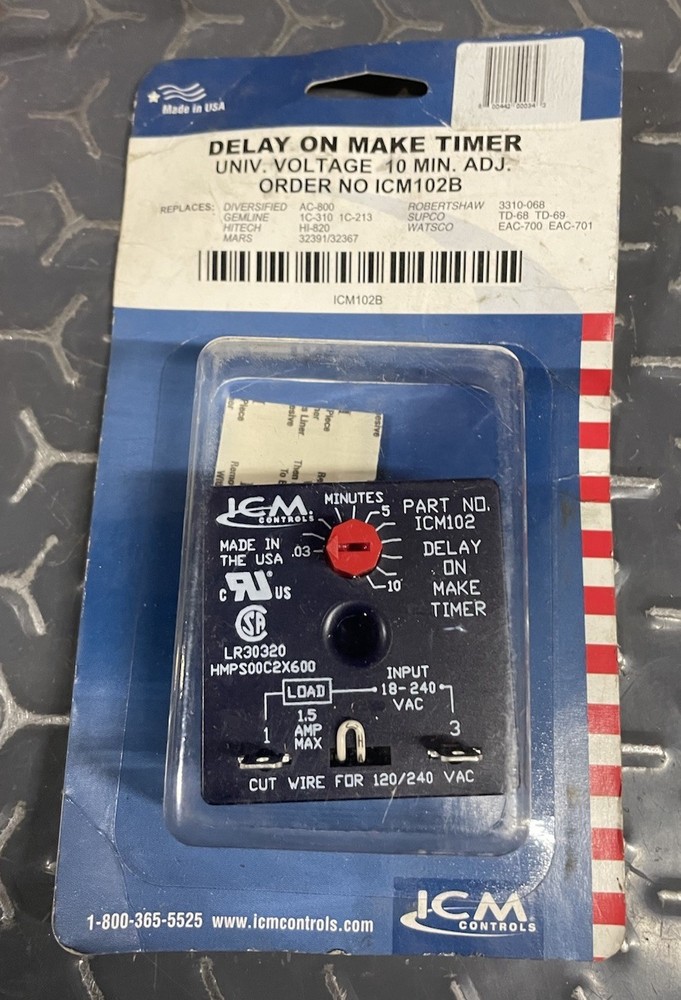 Made in USA
DELAY ON MAKE TIMER
UNIV. VOLTAGE 10 MIN. ADJ.
ORDER NO ICM102B
REPLACES: DIVERSIFIED AC-800 ROBERTSHAW 3310-068
GEMLINE 1C-310 1C-213 SUPCO TD-68 TD-69
HITECH HI-820 WATSCO EAC-700 EAC-701
MARS 32391/32367
ICM102B
ICM
CONTROLS
MINUTES
.03
5
10
PART NO.
ICM102
MADE IN
THE USA
DELAY
ON
MAKE
TIMER
C RU US
SA
LR30320
HMPS00C2X600
LOAD
INPUT
18-240
VAC
1
1.5
AMP
MAX
3
CUT WIRE FOR 120/240 VAC
1-800-365-5525 www.icmcontrols.com
ICM
CONTROLS